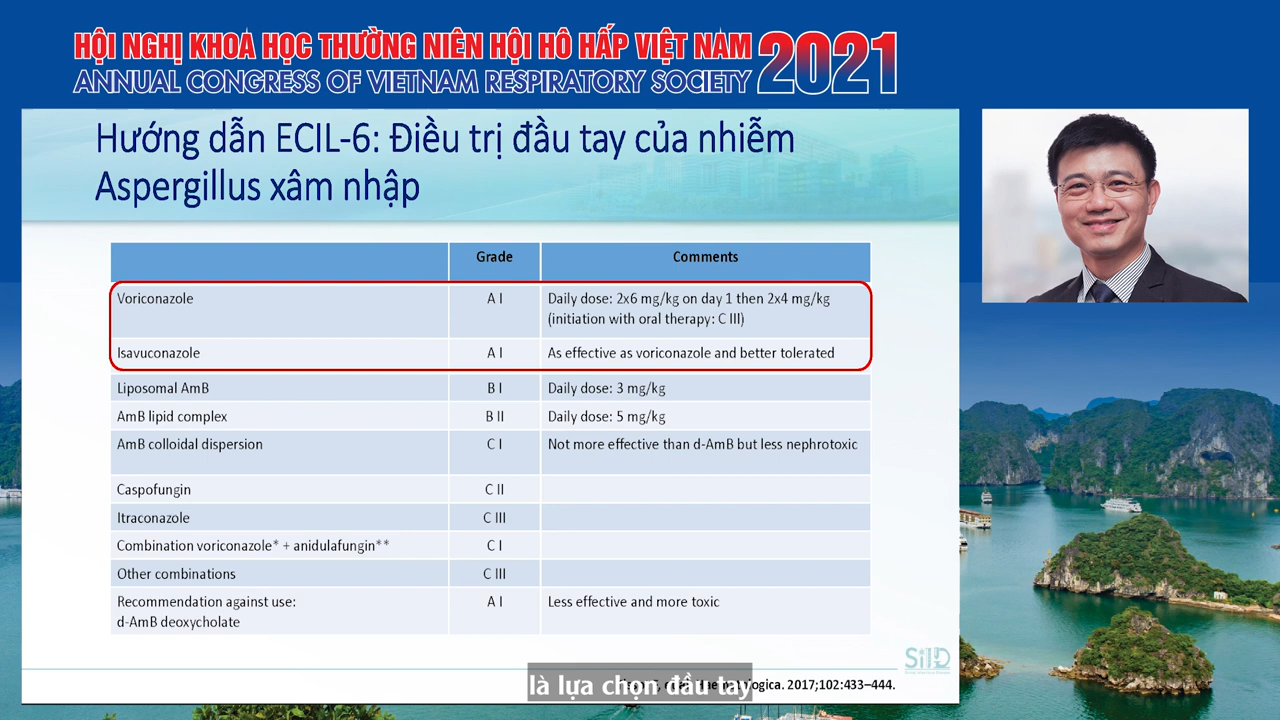 HỘI NGHỊ KHOA HỌC THƯỜNG NIÊN HỘI HÔ HẤP VIỆT NAM 2021
ANNUAL CONGRESS OF VIETNAM RESPIRATORY SOCIETY
Hướng dẫn ECIL-6: Điều trị đầu tay của nhiễm
Aspergillus xâm nhập
Grade Comments
Voriconazole A I Daily dose: 2x6 mg/kg on day 1 then 2x4 mg/kg
(initiation with oral therapy: C III)
Isavuconazole A I As effective as voriconazole and better tolerated
Liposomal AmB B I Daily dose: 3 mg/kg
AmB lipid complex B II Daily dose: 5 mg/kg
AmB colloidal dispersion C I Not more effective than d-AmB but less nephrotoxic
Caspofungin C II
Itraconazole C III
Combination voriconazole* + anidulafungin** C I
Other combinations C III
Recommendation against use: A I Less effective and more toxic
d-AmB deoxycholate
là lựa chọn đầu tay
2017;102:433–444.